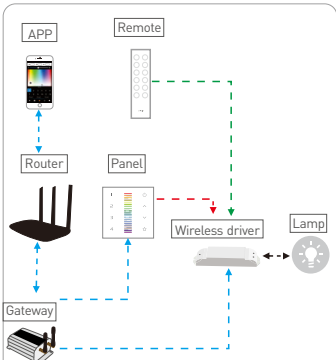 APP
Remote
Router
Panel
Wireless driver
Lamp
Gateway